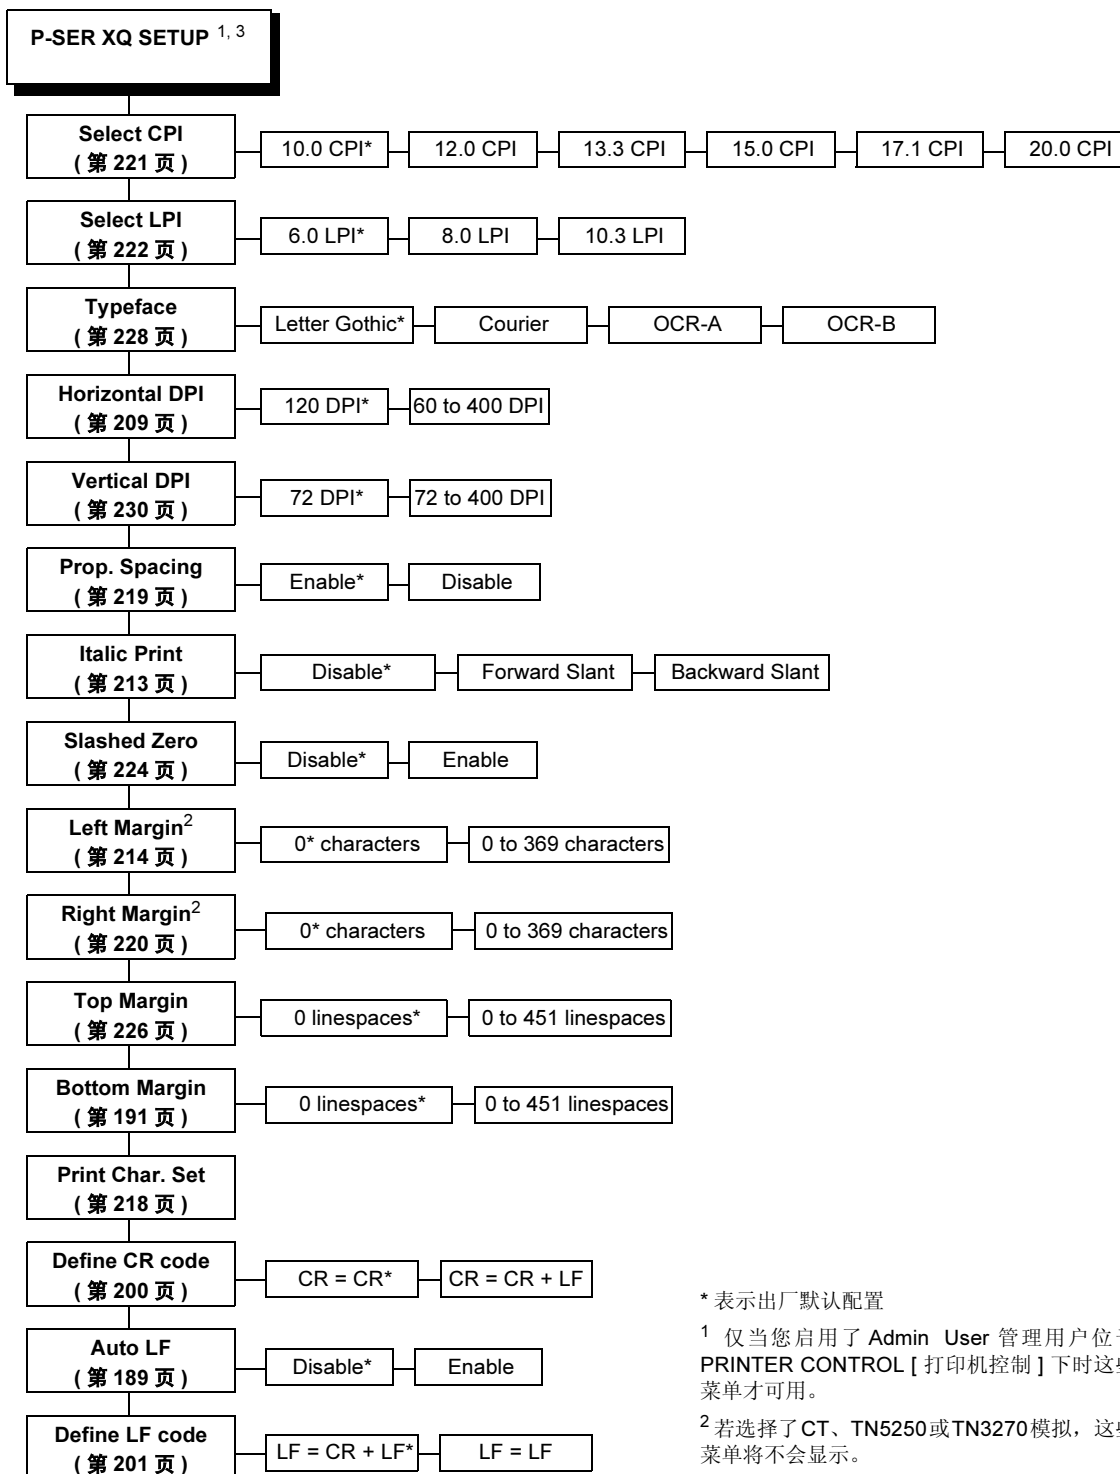 P-SER XQ SETUP 1, 3
Select CPI
( 第 221 页 )
10.0 CPI*
12.0 CPI
13.3 CPI
15.0 CPI
17.1 CPI
20.0 CPI
Select LPI
( 第 222 页 )
6.0 LPI*
8.0 LPI
10.3 LPI
Typeface
( 第 228 页 )
Letter Gothic*
Courier
OCR-A
OCR-B
Horizontal DPI
( 第 209 页 )
120 DPI*
60 to 400 DPI
Vertical DPI
( 第 230 页 )
72 DPI*
72 to 400 DPI
Prop. Spacing
( 第 219 页 )
Enable*
Disable
Italic Print
( 第 213 页 )
Disable*
Forward Slant
Backward Slant
Slashed Zero
( 第 224 页 )
Disable*
Enable
Left Margin2
( 第 214 页 )
0* characters
0 to 369 characters
Right Margin2
( 第 220 页 )
0* characters
0 to 369 characters
Top Margin
( 第 226 页 )
0 linespaces*
0 to 451 linespaces
Bottom Margin
( 第 191 页 )
0 linespaces*
0 to 451 linespaces
Print Char. Set
( 第 218 页 )
Define CR code
( 第 200 页 )
CR = CR*
CR = CR + LF
Auto LF
( 第 189 页 )
Disable*
Enable
Define LF code
( 第 201 页 )
LF = CR + LF*
LF = LF
* 表示出厂默认配置
1 仅当您启用了 Admin User 管理用户位
PRINTER CONTROL [ 打印机控制 ] 下时这
菜单才可用。
2 若选择了CT、TN5250或TN3270模拟，这
菜单将不会显示。